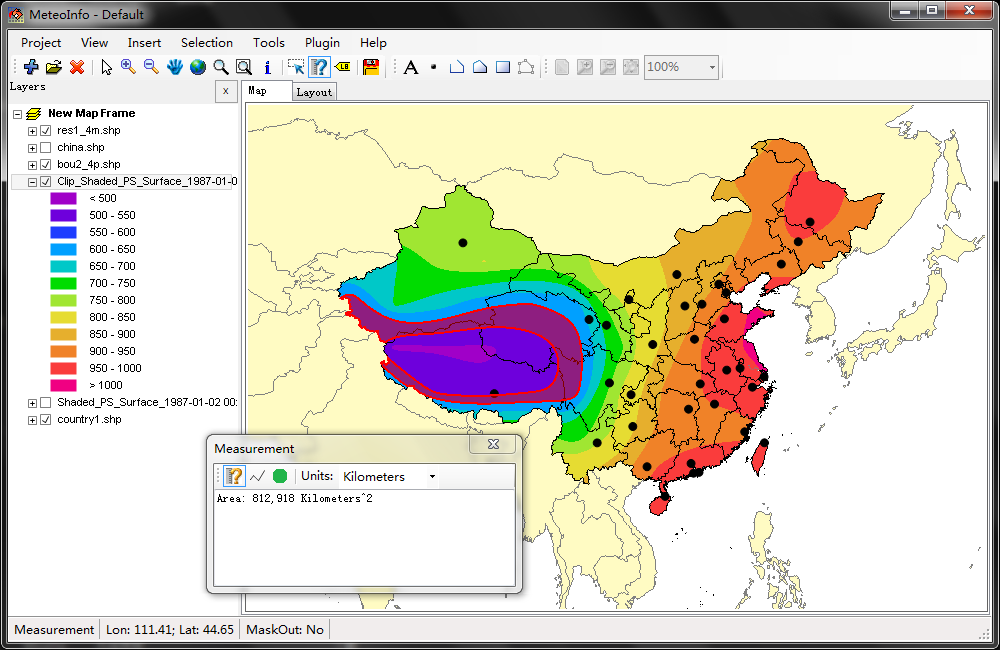 MeteoInfo - Default
Project View Insert Selection Tools Plugin Help
100%
Layers
x
Map Layout
New Map Frame
res1_4m.shp
china.shp
bou2_4p.shp
Clip_Shaded_PS_Surface_1987-01-0
< 500
500 - 550
550 - 600
600 - 650
650 - 700
700 - 750
750 - 800
800 - 850
850 - 900
900 - 950
950 - 1000
> 1000
Shaded_PS_Surface_1987-01-02 00:
country1.shp
Measurement
Units: Kilometers
Area: 812,918 Kilometers^2
Measurement Lon: 111.41; Lat: 44.65 MaskOut: No